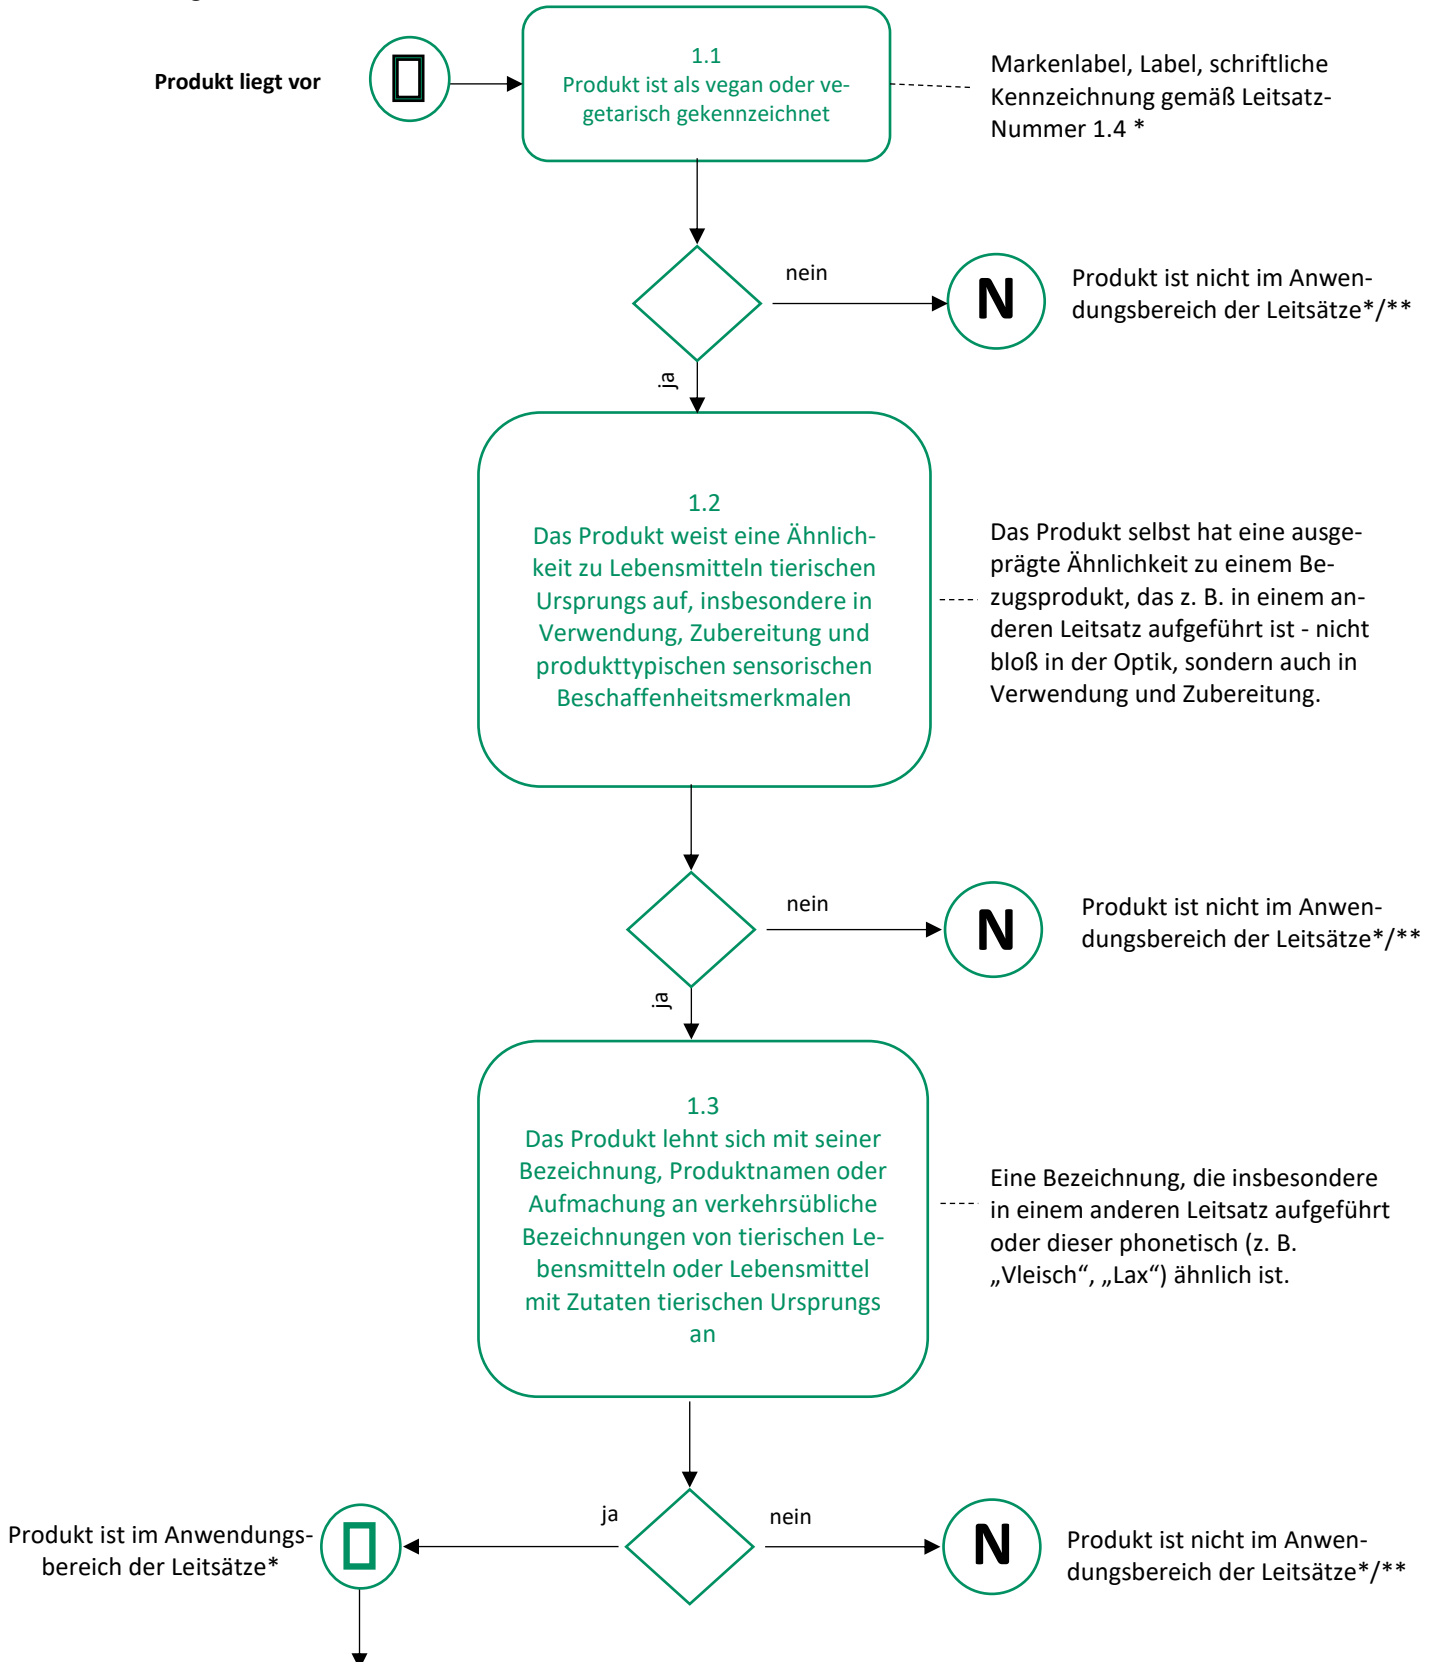 Produkt liegt vor
1.1
Produkt ist als vegan oder ve-
getarisch gekennzeichnet
Markenlabel, Label, schriftliche
Kennzeichnung gemäß Leitsatz-
Nummer 1.4 *
nein
N
Produkt ist nicht im Anwen-
dungsbereich der Leitsätze*/**
ja
1.2
Das Produkt weist eine Ähnlich-
keit zu Lebensmitteln tierischen
Ursprungs auf, insbesondere in
Verwendung, Zubereitung und
produkttypischen sensorischen
Beschaffenheitsmerkmalen
Das Produkt selbst hat eine ausge-
prägte Ähnlichkeit zu einem Be-
zugsprodukt, das z. B. in einem an-
deren Leitsatz aufgeführt ist - nicht
bloß in der Optik, sondern auch in
Verwendung und Zubereitung.
nein
N
Produkt ist nicht im Anwen-
dungsbereich der Leitsätze*/**
ja
1.3
Das Produkt lehnt sich mit seiner
Bezeichnung, Produktnamen oder
Aufmachung an verkehrsübliche
Bezeichnungen von tierischen Le-
bensmitteln oder Lebensmittel
mit Zutaten tierischen Ursprungs
an
Eine Bezeichnung, die insbesondere
in einem anderen Leitsatz aufgeführt
oder dieser phonetisch (z. B.
„Vleisch“, „Lax“) ähnlich ist.
ja
nein
Produkt ist im Anwendungs-
bereich der Leitsätze*
N
Produkt ist nicht im Anwen-
dungsbereich der Leitsätze*/**